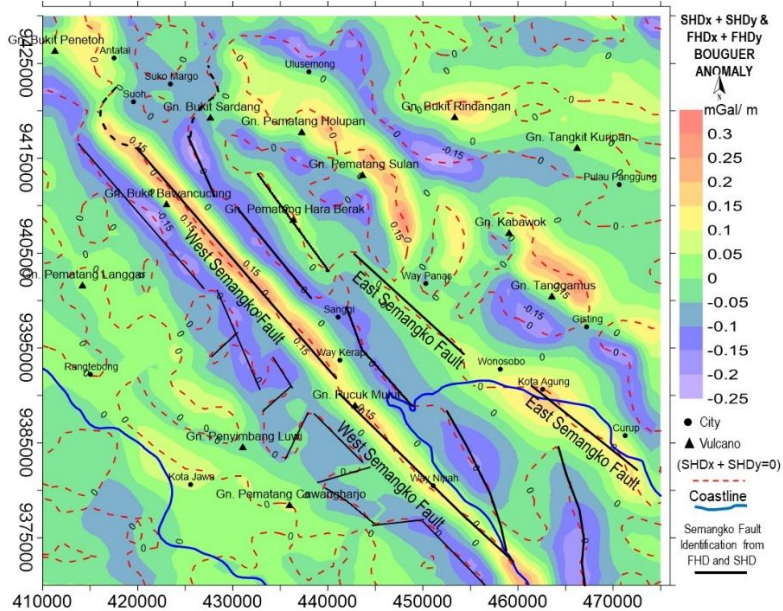 SHDx + SHDy &
FHDx + FHDy
BOUGUER
ANOMALY
mGal/ m
0.3
0.25
0.2
0.15
0.1
0.05
0
-0.05
-0.1
-0.15
-0.2
-0.25
City
Vulcano
(SHDx + SHDy=0)
Coastline
Semangko Fault
Identification from
FHD and SHD
9425000
9415000
9405000
9395000
9385000
9375000
410000 420000 430000 440000 450000 460000 470000
Gn. Bukit Penetoh
Antatai
Suko Margo
Ulusemong
Suoh
Gn. Bukit Sardang
Gn. Pematang Holupan
Gn. Bukit Rindangan
Gn. Tangkit Kuripan
Gn. Pematang Sulan
Pulau Panggung
Gn. Bukit Bawancucung
Gn. Pematang Hara Berak
Gn. Kabawok
Gn. Pematang Langgar
West Semangko Fault
East Semangko Fault
Way Panas
Gn. Tanggamus
Sanggi
Gisting
Way Kerap
Wonosobo
Rangtebong
Kota Agung
Gn. Pucuk Mulut
East Semangko Fault
Curup
Gn. Penyimbang Luwi
West Semangko Fault
Kota Jawa
Way Nipah
Gn. Pematang Cawangharjo